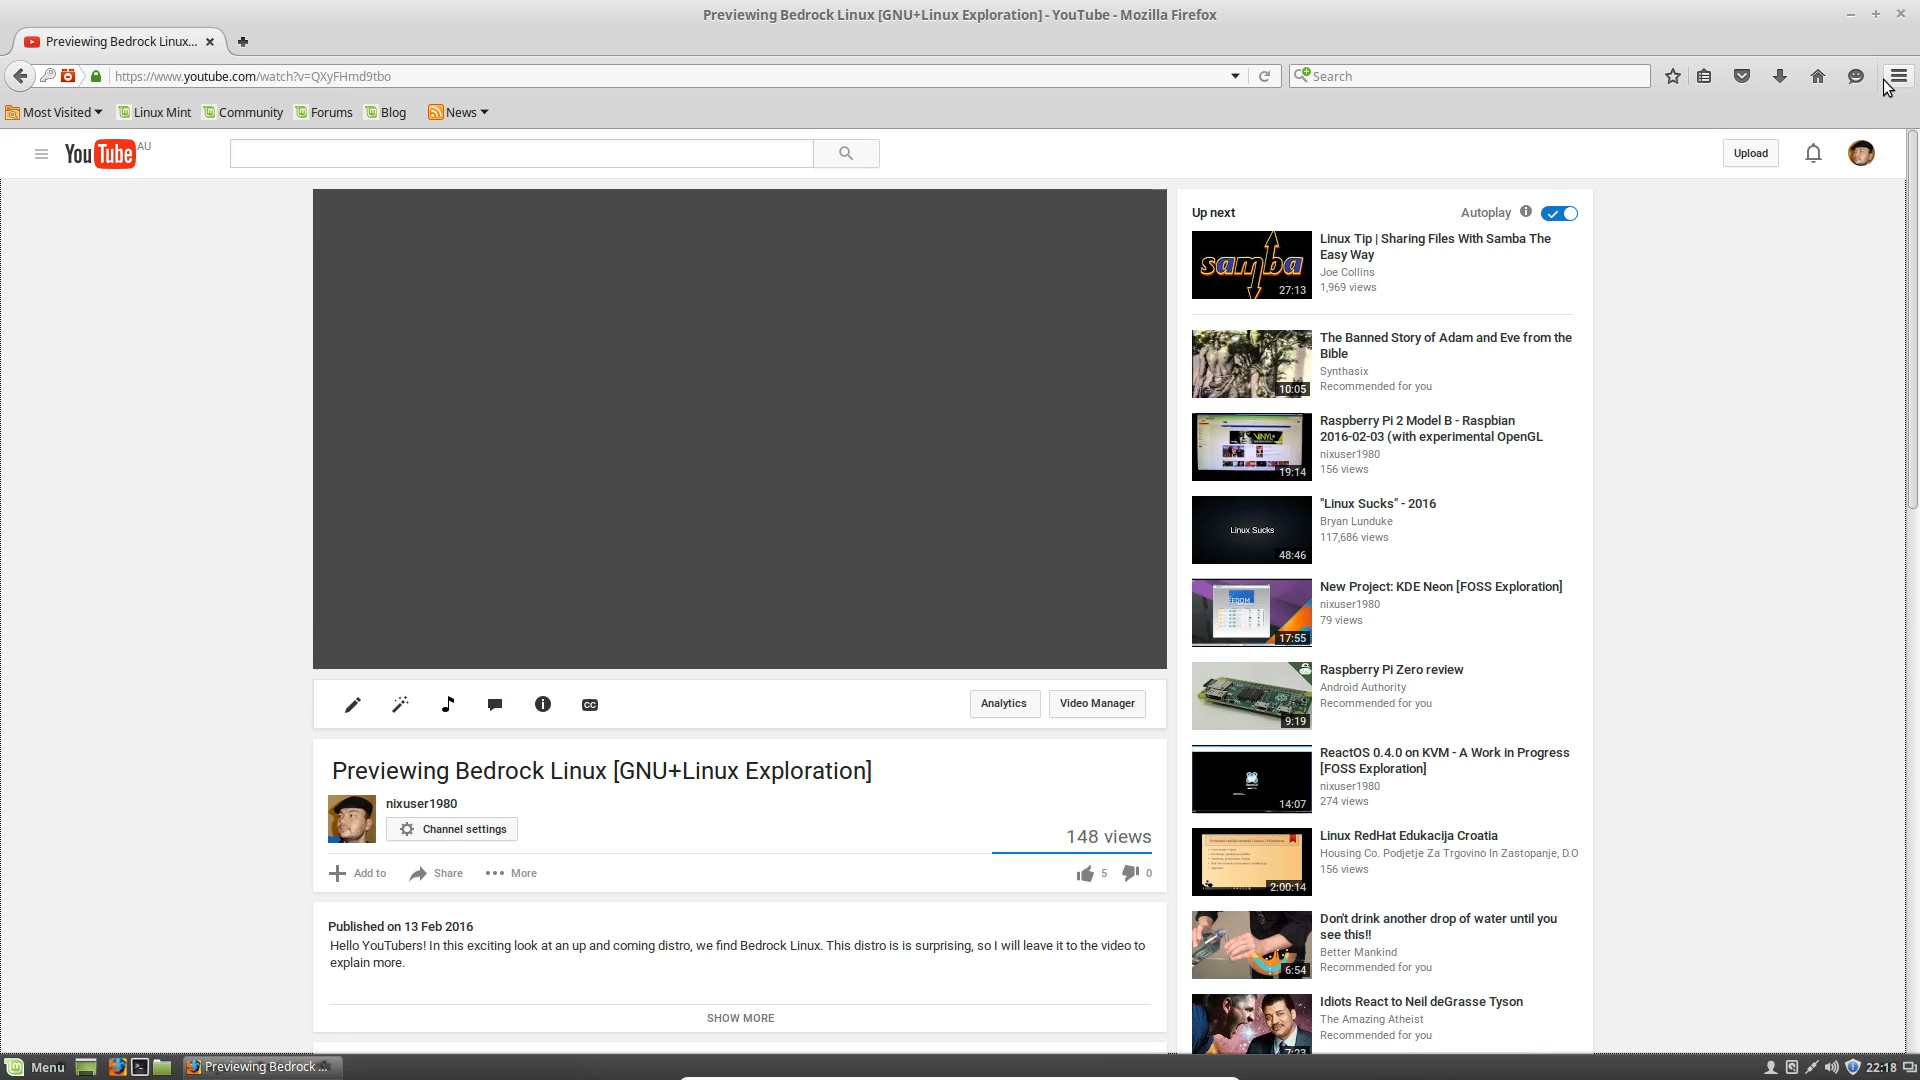 Previewing Bedrock Linux [GNU+Linux Exploration] - YouTube - Mozilla Firefox
Previewing Bedrock Linux...
https://www.youtube.com/watch?v=QXyFHmd9tbo
Search
Most Visited
Linux Mint
Community
Forums
Blog
News
YouTube AU
Upload
Up next
Autoplay
samba
27:13
Linux Tip | Sharing Files With Samba The
Easy Way
Joe Collins
1,969 views
10:05
The Banned Story of Adam and Eve from the
Bible
Synthasix
Recommended for you
VINYL
19:14
Raspberry Pi 2 Model B - Raspbian
2016-02-03 (with experimental OpenGL
nixuser1980
156 views
Linux Sucks
48:46
"Linux Sucks" - 2016
Bryan Lunduke
117,686 views
17:55
New Project: KDE Neon [FOSS Exploration]
nixuser1980
79 views
9:19
Raspberry Pi Zero review
Android Authority
Recommended for you
14:07
ReactOS 0.4.0 on KVM - A Work in Progress
[FOSS Exploration]
nixuser1980
274 views
2:00:14
Linux RedHat Edukacija Croatia
Housing Co. Podjetje Za Trgovino In Zastopanje, D.O
156 views
6:54
Don't drink another drop of water until you
see this!!
Better Mankind
Recommended for you
7:23
Idiots React to Neil deGrasse Tyson
The Amazing Atheist
Recommended for you
CC
Analytics
Video Manager
Previewing Bedrock Linux [GNU+Linux Exploration]
nixuser1980
Channel settings
148 views
Add to
Share
More
5
0
Published on 13 Feb 2016
Hello YouTubers! In this exciting look at an up and coming distro, we find Bedrock Linux. This distro is is surprising, so I will leave it to the video to
explain more.
SHOW MORE
Menu
Previewing Bedrock ...
22:18